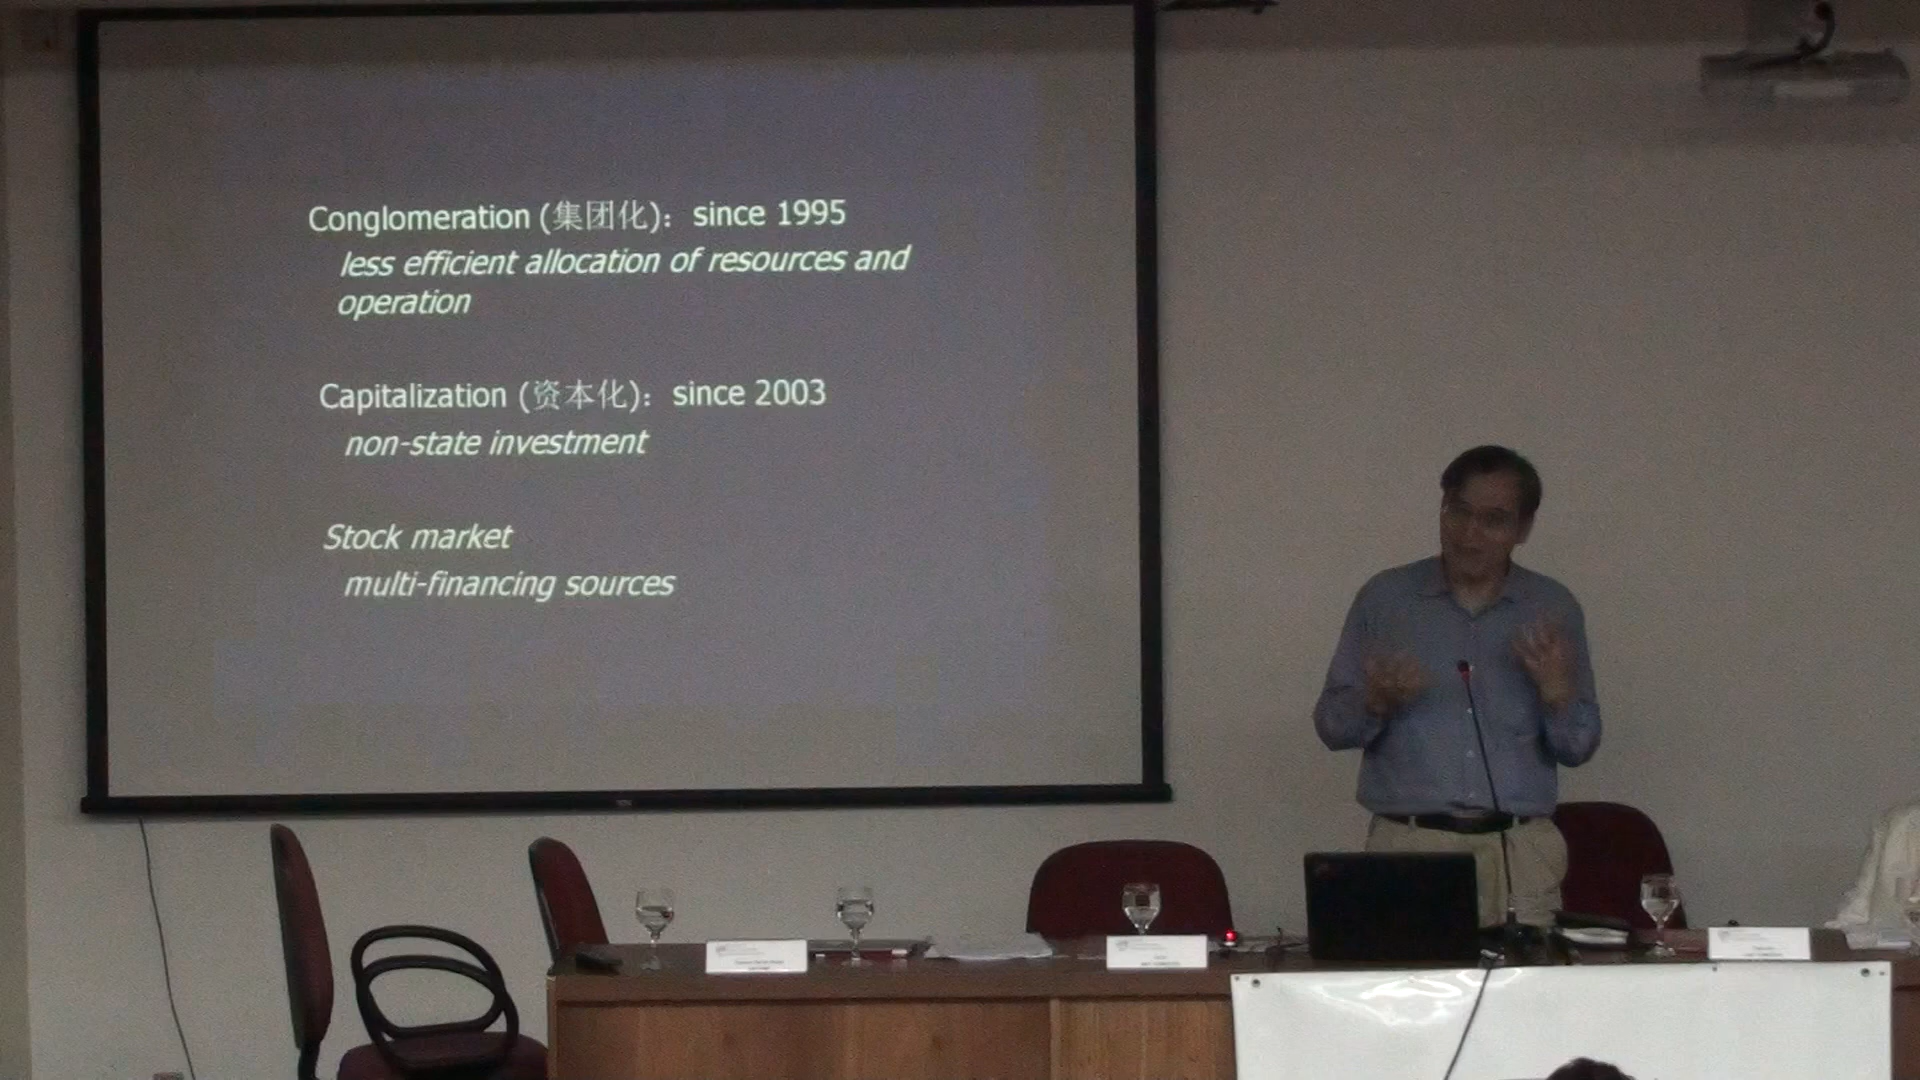 Conglomeration (集团化)：since 1995
less efficient allocation of resources and
operation
Capitalization (资本化)：since 2003
non-state investment
Stock market
multi-financing sources